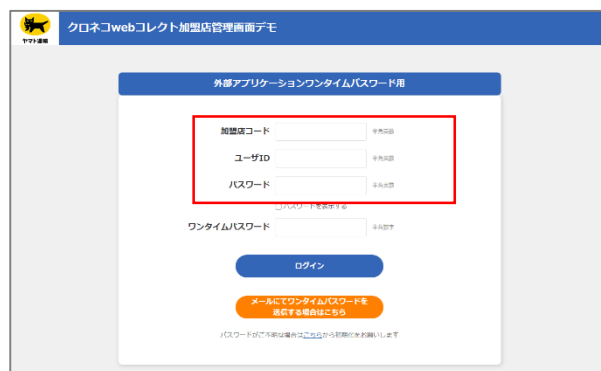 ヤマト運輸
クロネコwebコレクト加盟店管理画面デモ
外部アプリケーションワンタイムパスワード用
加盟店コード
半角英数
ユーザID
半角英数
パスワード
半角英数
パスワードを表示する
ワンタイムパスワード
半角数字
ログイン
メールにてワンタイムパスワードを
送信する場合はこちら
パスワードがご不明な場合はこちらから初期化をお願いします